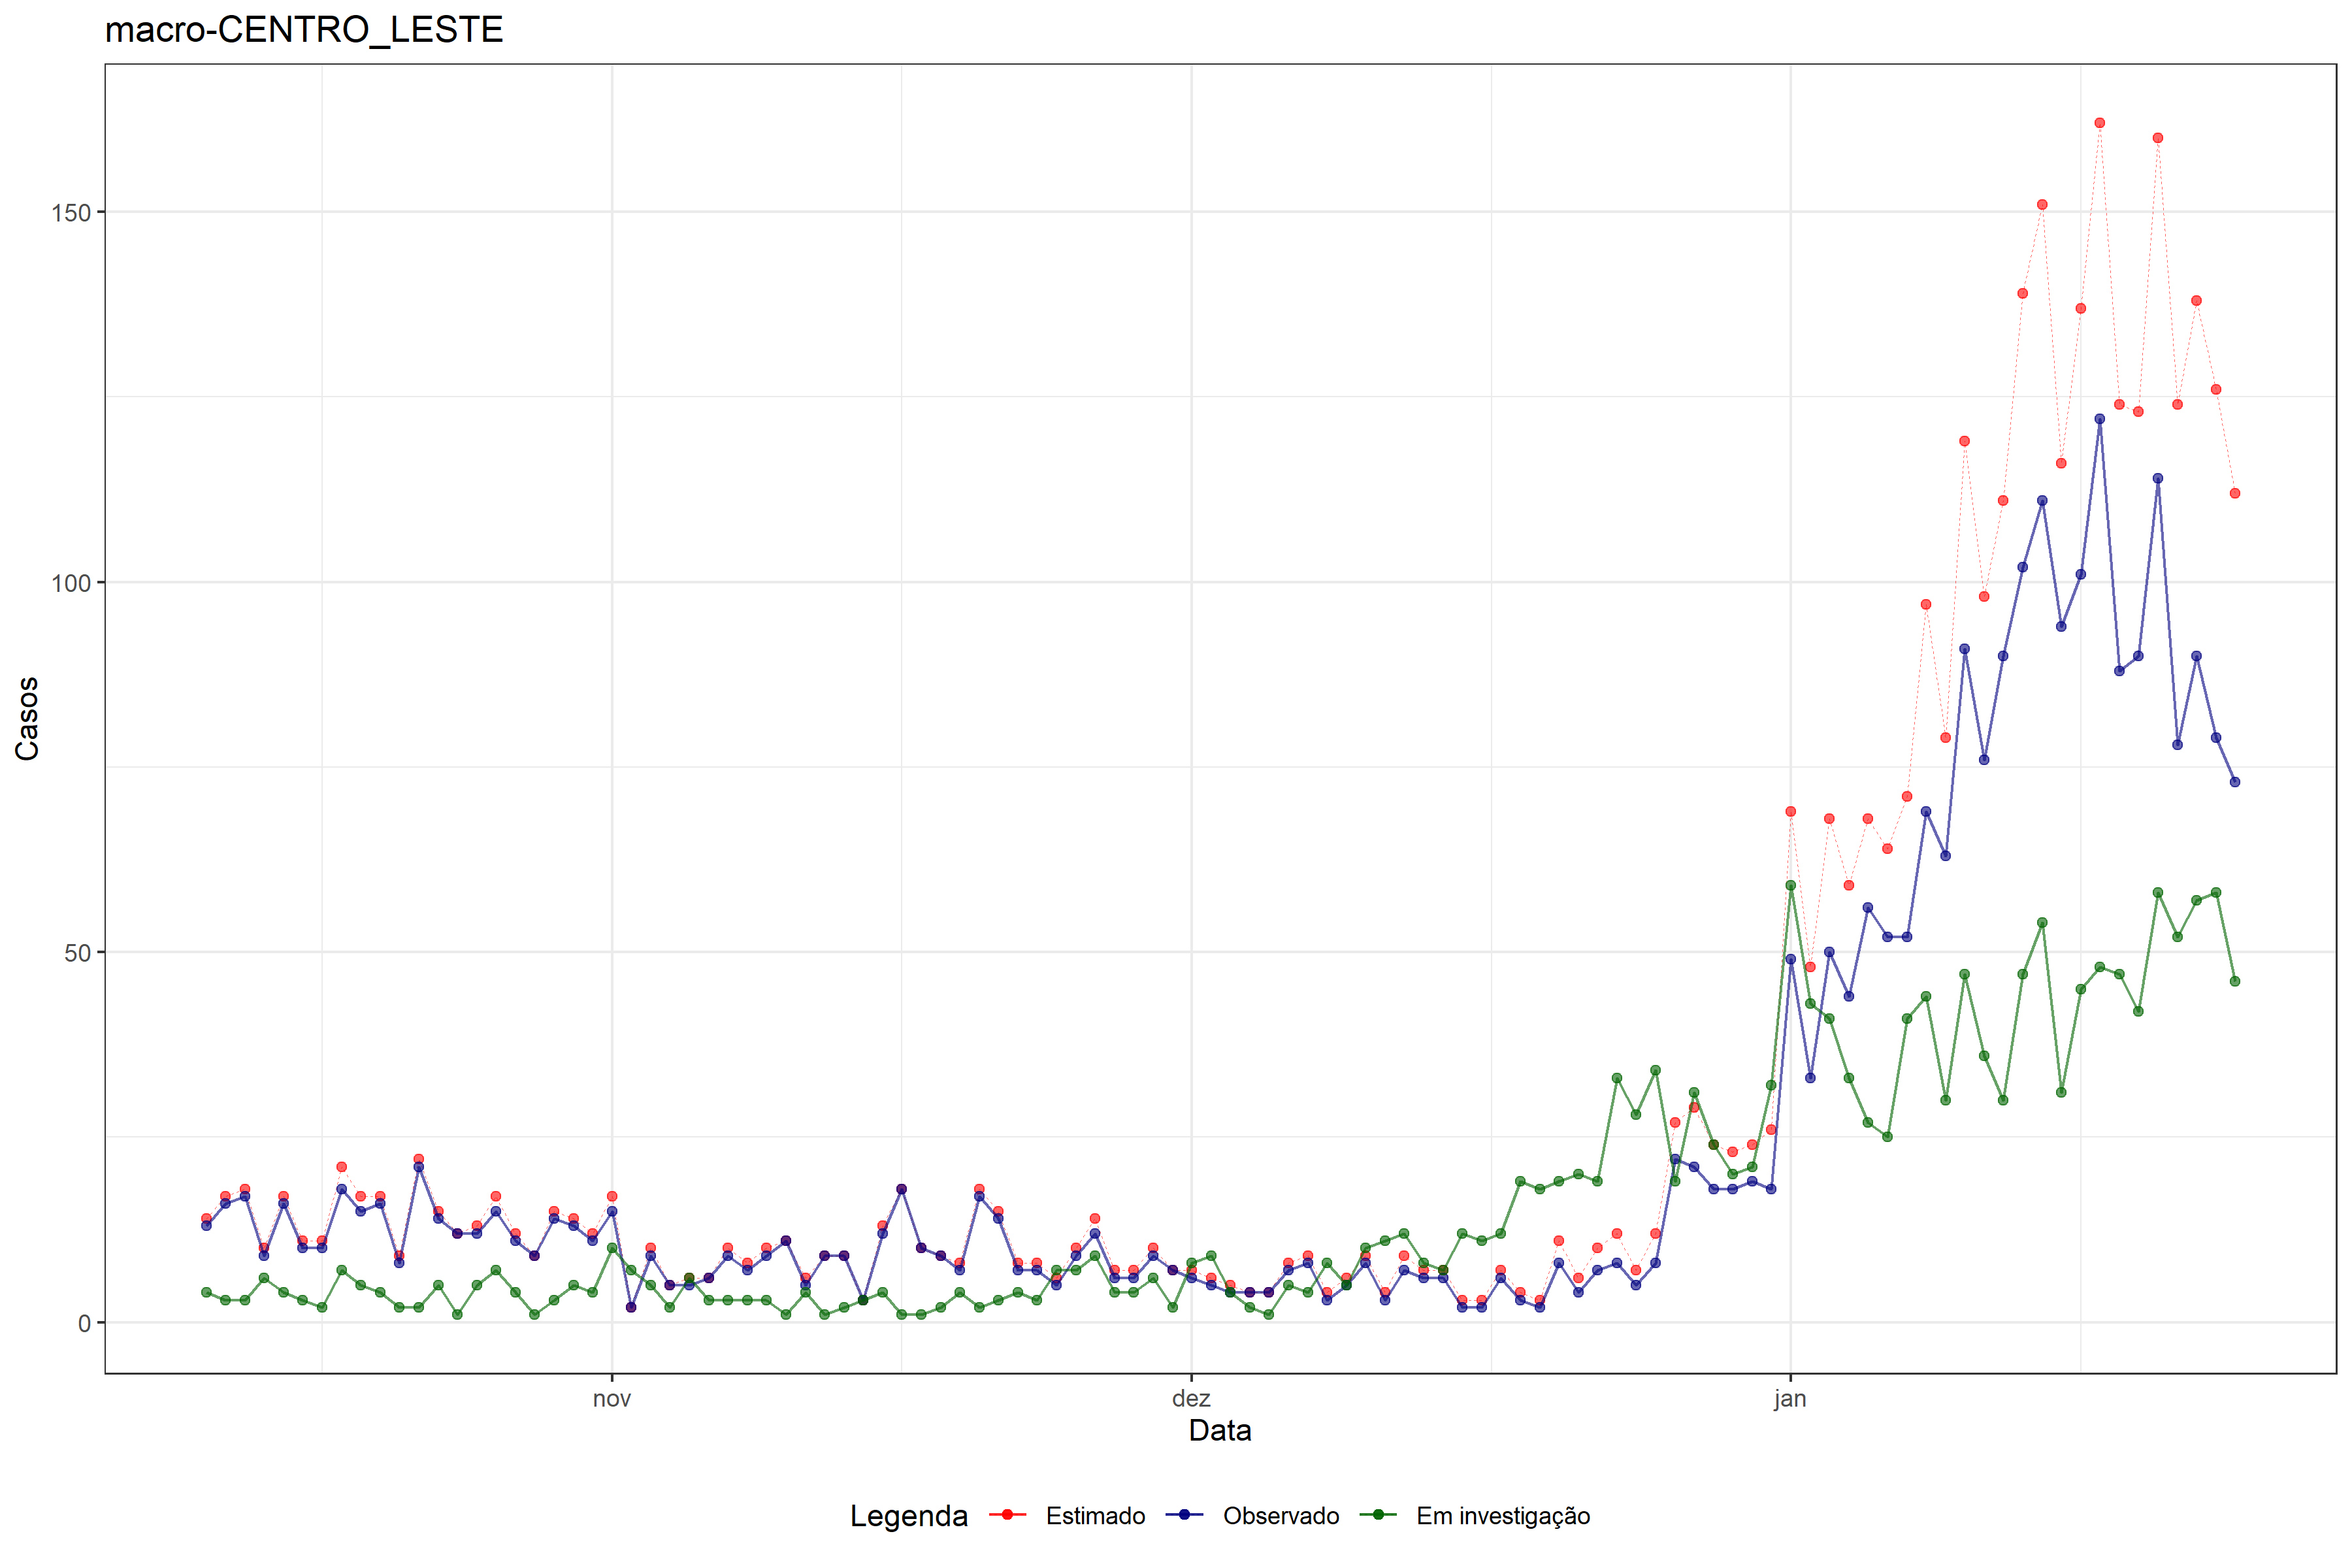 macro-CENTRO_LESTE
150
100
50
0
Casos
nov dez jan
Data
Legenda Estimado Observado Em investigação